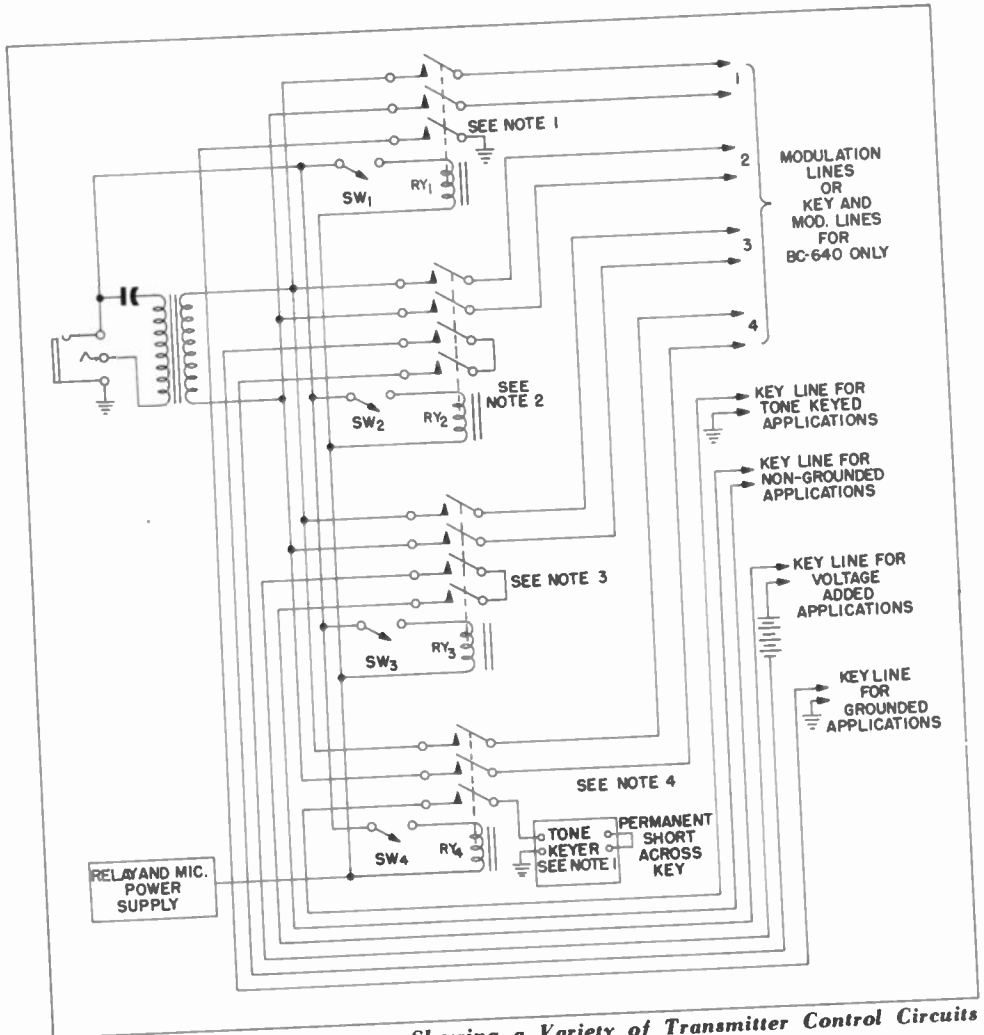 1
SEE NOTE 1
2
MODULATION
LINES
OR
KEY AND
MOD. LINES
FOR
BC-640 ONLY
SW1
RY1
3
4
SEE
NOTE 2
SW2
RY2
KEY LINE FOR
TONE KEYED
APPLICATIONS
KEY LINE FOR
NON-GROUNDED
APPLICATIONS
SEE NOTE 3
KEY LINE FOR
VOLTAGE
ADDED
APPLICATIONS
SW3
RY3
KEY LINE
FOR
GROUNDED
APPLICATIONS
SEE NOTE 4
TONE
KEYER
SEE NOTE 1
PERMANENT
SHORT
ACROSS
KEY
SW4
RY4
RELAY AND MIC.
POWER
SUPPLY
Showing a Variety of Transmitter Control Circuits